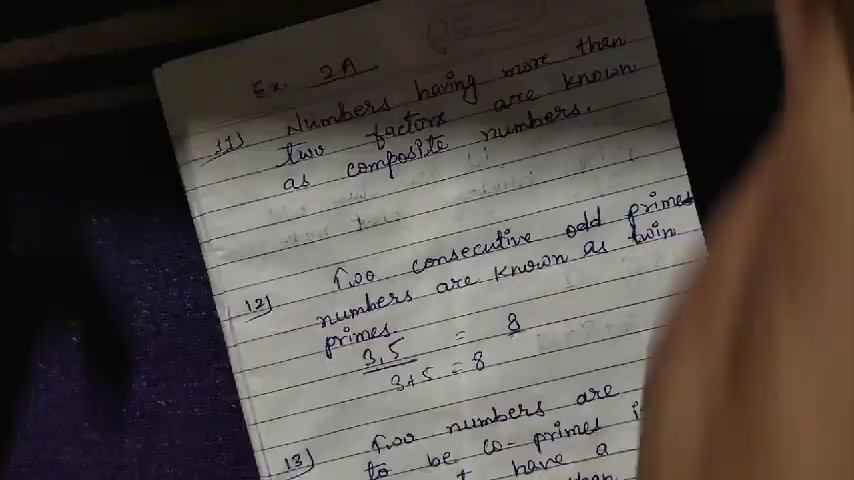 Ex. 2A
11) Numbers having more than
two factors are known
as composite numbers.
12) Two consecutive odd primes
numbers are known as twin
primes.
3,5 = 8
3+5 = 8
13) Two numbers are
to be co-primes
have a
than